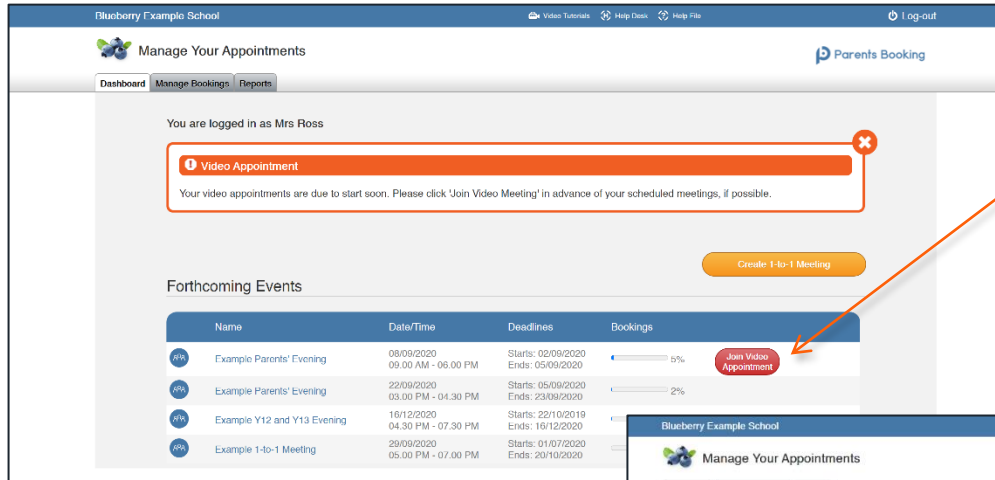 Blueberry Example School
Video Tutorials Help Desk Help File
Log-out
Manage Your Appointments
Parents Booking
Dashboard Manage Bookings Reports
You are logged in as Mrs Ross
Video Appointment
Your video appointments are due to start soon. Please click 'Join Video Meeting' in advance of your scheduled meetings, if possible.
Create 1-to-1 Meeting
Forthcoming Events
Name Date/Time Deadlines Bookings
Example Parents' Evening 08/09/2020 Starts: 02/09/2020 5% Join Video
09.00 AM - 06.00 PM Ends: 05/09/2020 Appointment
Example Parents' Evening 22/09/2020 Starts: 05/09/2020 2%
03.00 PM - 04.30 PM Ends: 23/09/2020
Example Y12 and Y13 Evening 16/12/2020 Starts: 22/10/2019
04.30 PM - 07.30 PM Ends: 16/12/2020
Example 1-to-1 Meeting 29/09/2020 Starts: 01/07/2020
05.00 PM - 07.00 PM Ends: 20/10/2020
Blueberry Example School
Manage Your Appointments